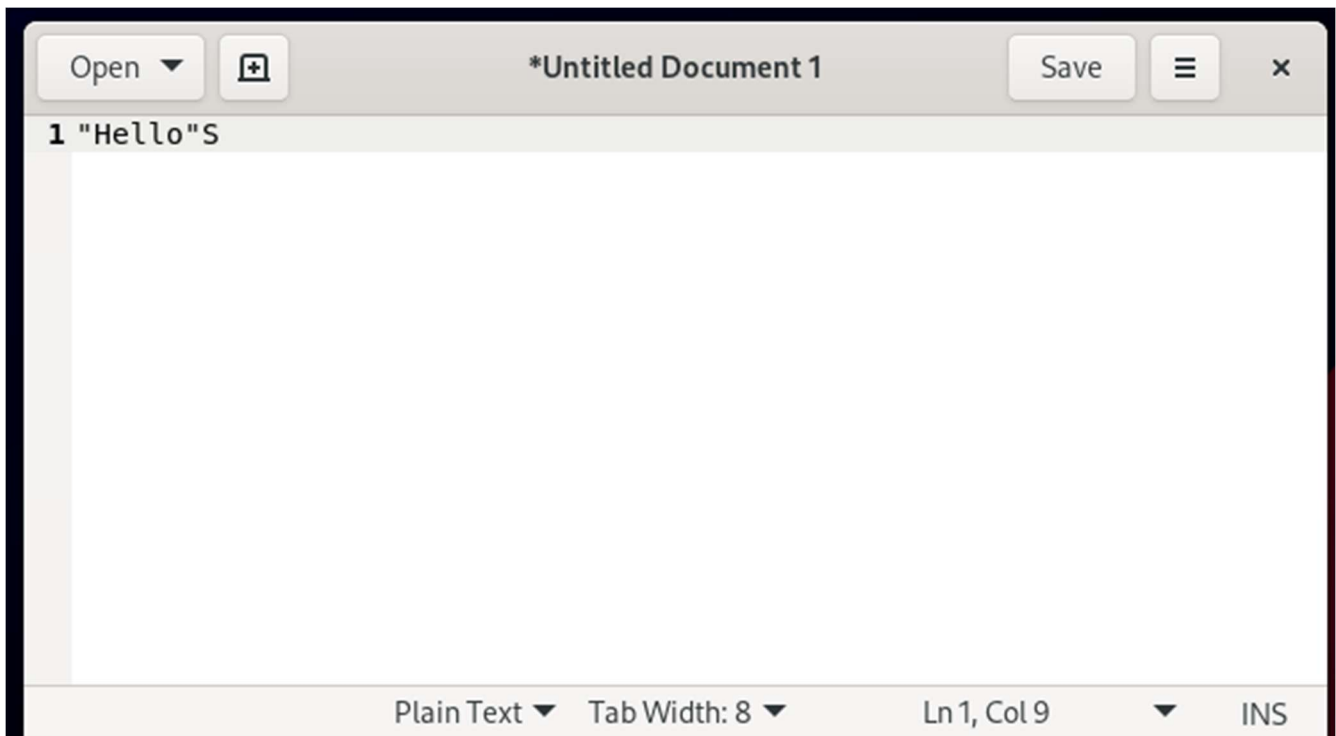 Open *Untitled Document 1 Save
1 "Hello"S
Plain Text Tab Width: 8 Ln 1, Col 9 INS